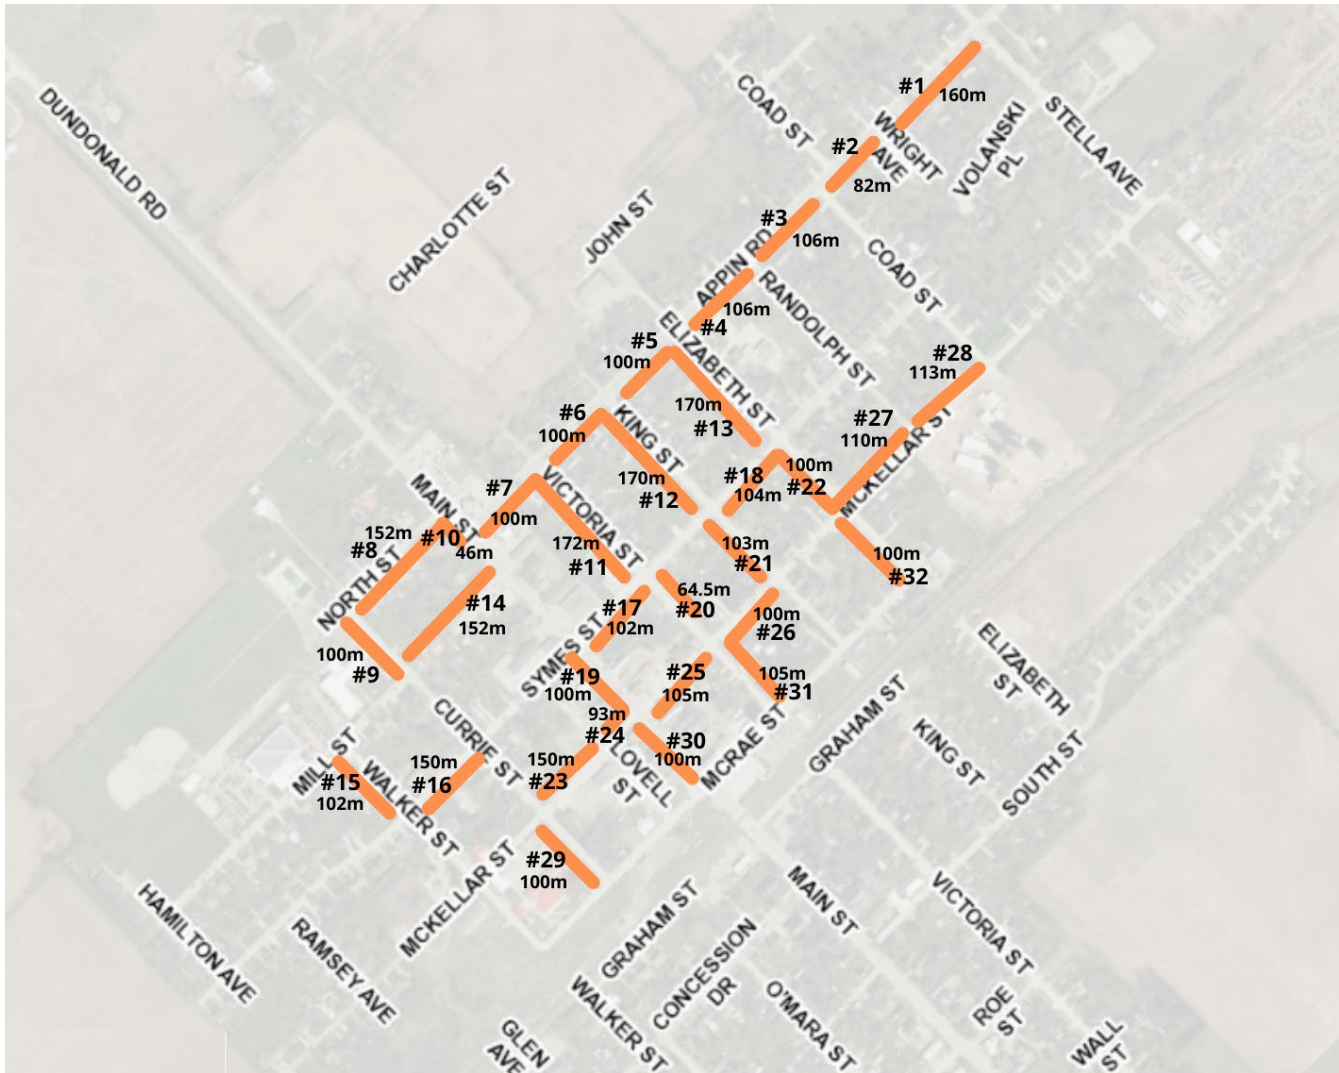 #1
160m
COAD ST
WRIGHT
AVE
VOLANSKI
PL
STELLA AVE
DUNDONALD RD
#2
82m
CHARLOTTE ST
JOHN ST
#3
106m
APPIN RD
COAD ST
106m
#4
RANDOLPH ST
ELIZABETH ST
#5
100m
#28
113m
170m
#13
#6
100m
KING ST
#27
110m
MCKELLAR ST
170m
#12
#18
104m
100m
#22
#7
100m
VICTORIA ST
MAIN ST
152m
#8
#10
46m
172m
#11
103m
#21
100m
#32
NORTH ST
#14
152m
64.5m
#20
#17
102m
100m
#26
SYMES ST
100m
#9
#19
100m
#25
105m
105m
#31
ELIZABETH
ST
93m
#24
CURRIE ST
#30
100m
MCRAE ST
GRAHAM ST
KING ST
SOUTH ST
MILL ST
#15
102m
WALKER ST
150m
#16
150m
#23
LOVELL
ST
#29
100m
MCKELLAR ST
HAMILTON AVE
RAMSEY AVE
GRAHAM ST
MAIN ST
VICTORIA ST
CONCESSION
DR
WALKER ST
O'MARA ST
ROE
ST
WALL
ST
GLEN
AVE